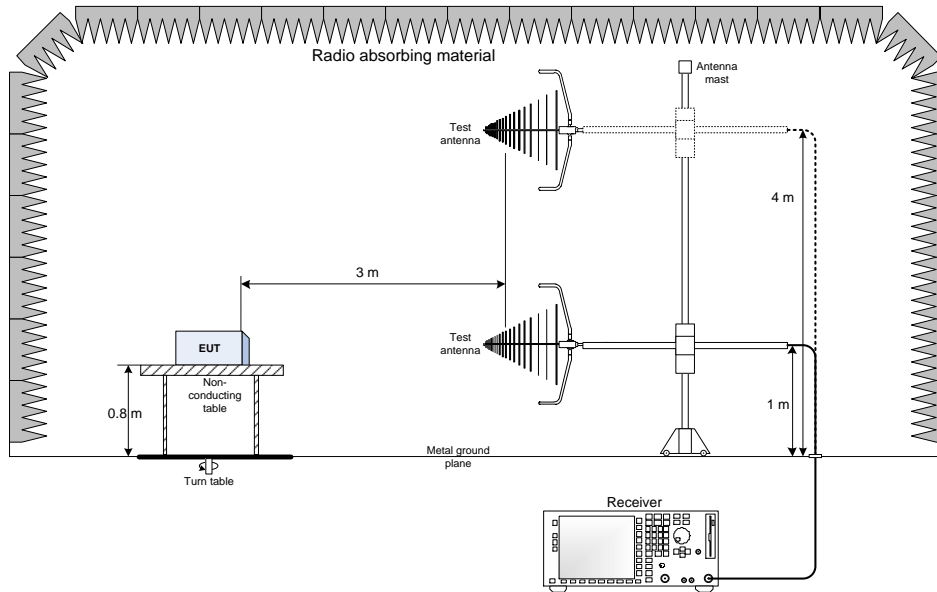 Radio absorbing material
Antenna
mast
Test
antenna
4 m
3 m
Test
antenna
EUT
Non-
conducting
table
0.8 m
1 m
Metal ground
plane
Turn table
Receiver